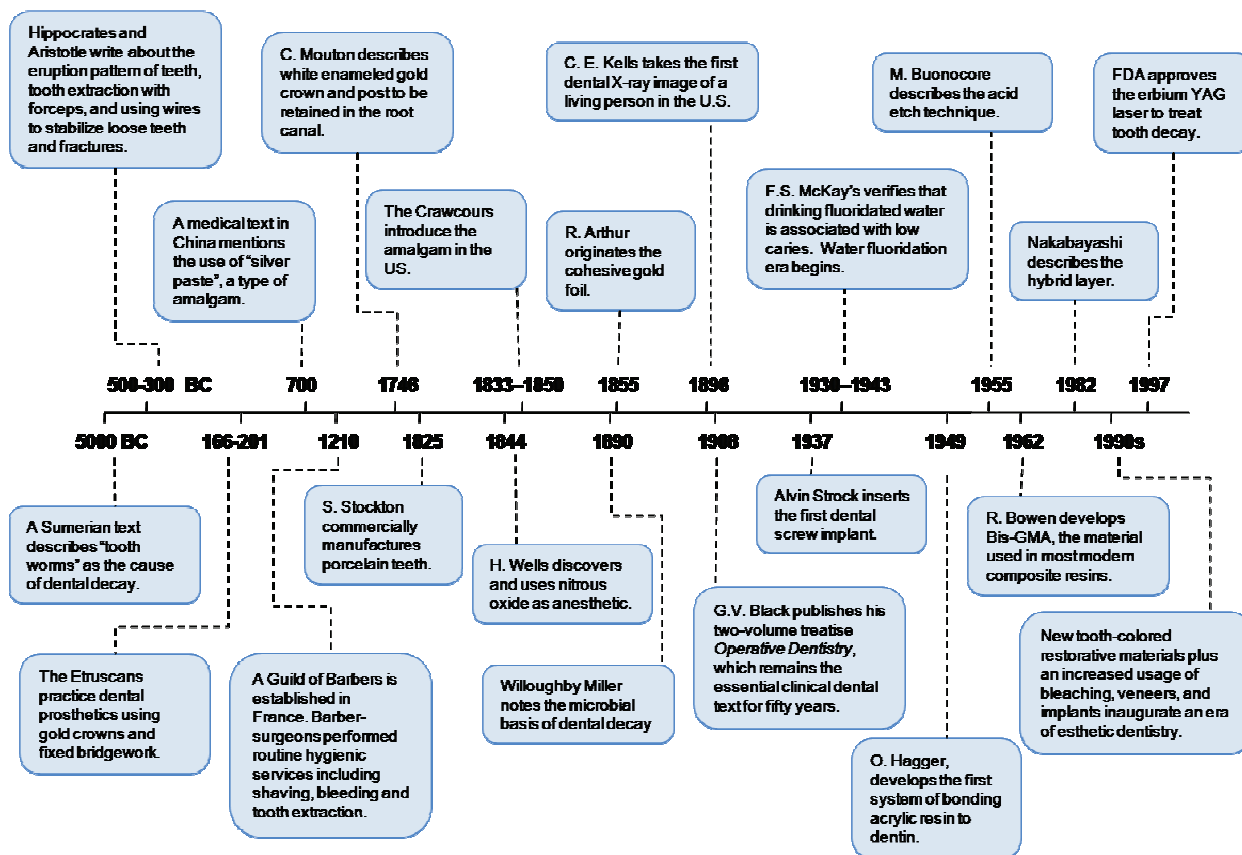 Hippocrates and
Aristotle write about the
eruption pattern of teeth,
tooth extraction with
forceps, and using wires
to stabilize loose teeth
and fractures.
C. Mouton describes
white enameled gold
crown and post to be
retained in the root
canal.
C. E. Kells takes the first
dental X-ray image of a
living person in the U.S.
M. Buonocore
describes the acid
etch technique.
FDA approves
the erbium YAG
laser to treat
tooth decay.
A medical text in
China mentions
the use of “silver
paste”, a type of
amalgam.
The Crawcours
introduce the
amalgam in the
US.
R. Arthur
originates the
cohesive gold
foil.
F.S. McKay’s verifies that
drinking fluoridated water
is associated with low
caries. Water fluoridation
era begins.
Nakabayashi
describes the
hybrid layer.
500-300 BC
700
1746
1833–1850
1855
1896
1930–1943
1955
1982
1997
5000 BC
166-201
1210
1825
1844
1890
1908
1937
1949
1962
1990s
A Sumerian text
describes “tooth
worms” as the
cause of dental
decay.
S. Stockton
commercially
manufactures
porcelain teeth.
H. Wells discovers
and uses nitrous
oxide as anesthetic.
Alvin Strock inserts
the first dental
screw implant.
R. Bowen develops
Bis-GMA, the material
used in most modern
composite resins.
The Etruscans
practice dental
prosthetics using
gold crowns and
fixed bridgework.
A Guild of Barbers is
established in
France. Barber-
surgeons performed
routine hygienic
services including
shaving, bleeding and
tooth extraction.
Willoughby Miller
notes the microbial
basis of dental decay
G.V. Black publishes his
two-volume treatise
Operative Dentistry,
which remains the
essential clinical dental
text for fifty years.
O. Hagger,
develops the first
system of bonding
acrylic resin to
dentin.
New tooth-colored
restorative materials plus
an increased usage of
bleaching, veneers, and
implants inaugurate an era
of esthetic dentistry.